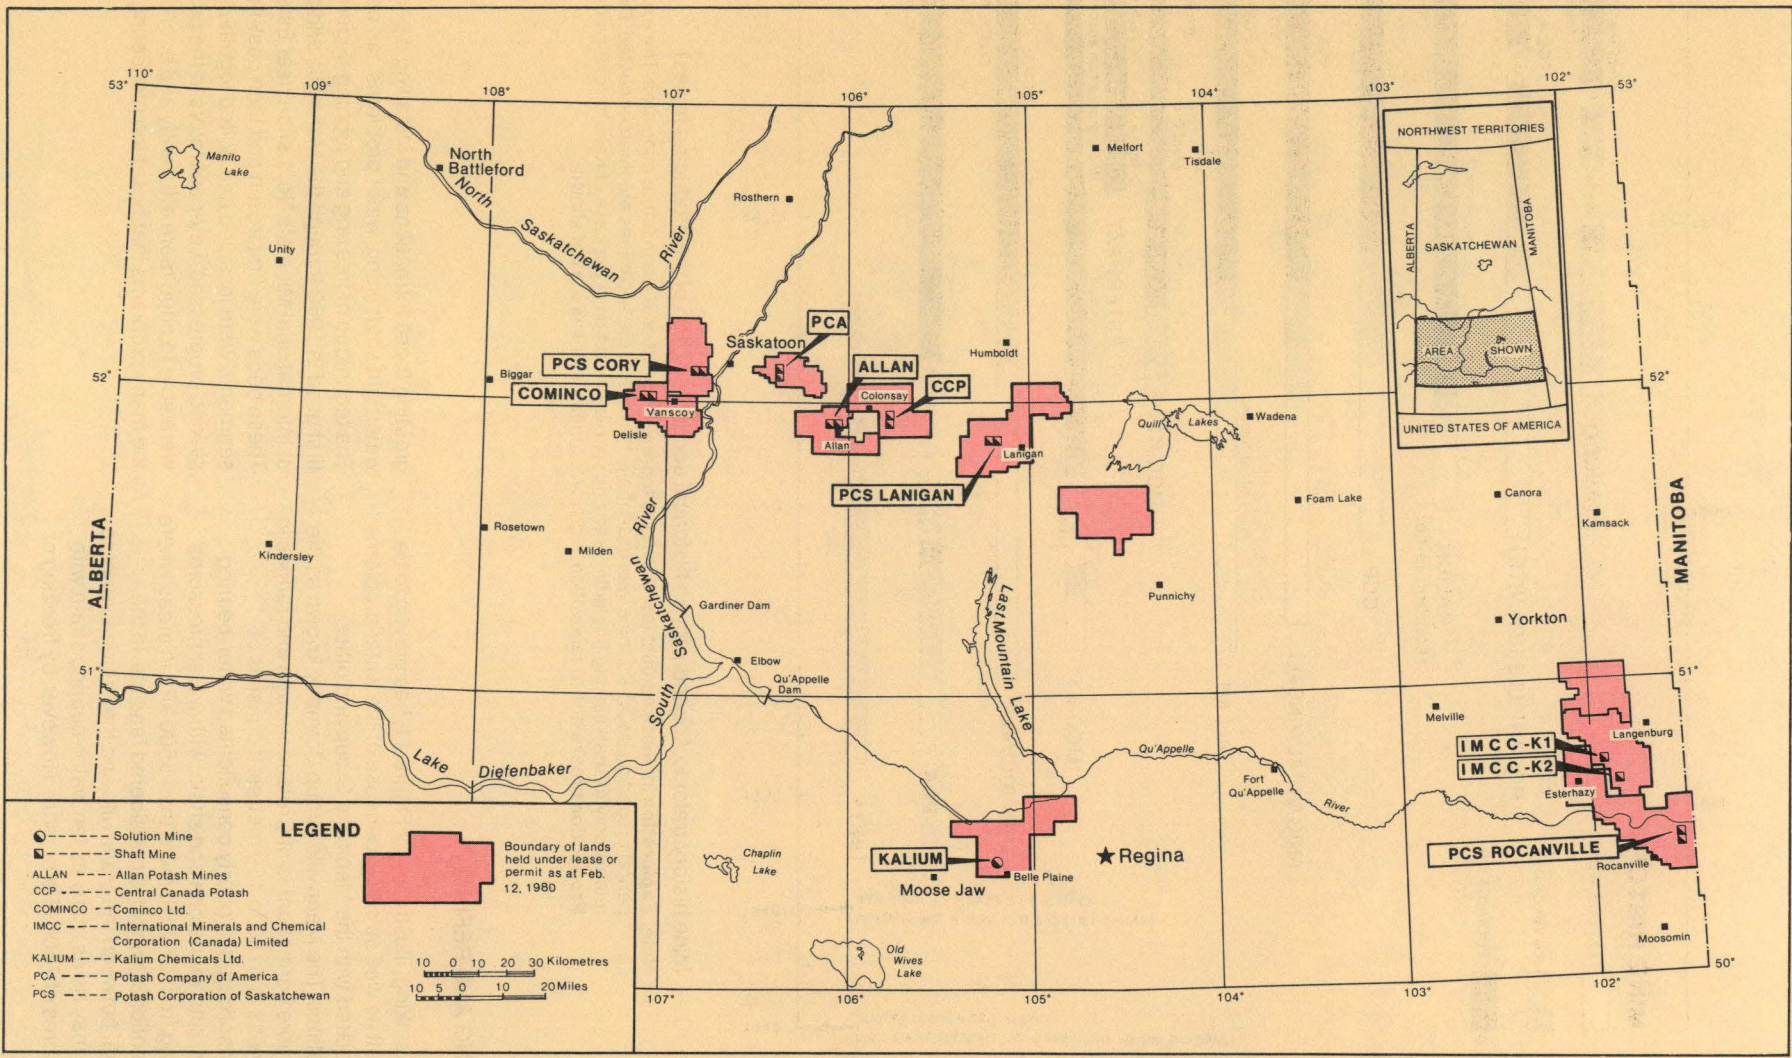 110°
109°
108°
107°
106°
105°
104°
103°
102°
53°
53°
Manito
Lake
North
Battleford
North
Saskatchewan
River
Rosthern
Melfort
Tisdale
Unity
NORTHWEST TERRITORIES
ALBERTA
SASKATCHEWAN
MANITOBA
AREA
SHOWN
UNITED STATES OF AMERICA
PCA
Saskatoon
PCS CORY
ALLAN
Humboldt
52°
Biggar
COMINCO
CCP
Colonsay
52°
Vanscoy
Delisle
Allan
Quill Lakes
Wadena
Lanigan
PCS LANIGAN
Foam Lake
Canora
Kamsack
ALBERTA
MANITOBA
Rosetown
Milden
Kindersley
River
Saskatchewan
South
Gardiner Dam
Punnichy
Last Mountain Lake
Yorkton
51°
51°
Elbow
Qu'Appelle
Dam
Melville
Langenburg
Lake Diefenbaker
Qu'Appelle
River
Fort
Qu'Appelle
IMCC-K1
IMCC-K2
Esterhazy
PCS ROCANVILLE
Rocanville
KALIUM
Regina
Belle Plaine
Moose Jaw
Chaplin
Lake
Old
Wives
Lake
Moosomin
50°
107°
106°
105°
104°
103°
102°
LEGEND
Solution Mine
Shaft Mine
ALLAN ---- Allan Potash Mines
CCP ---- Central Canada Potash
COMINCO -- Cominco Ltd.
IMCC ---- International Minerals and Chemical
Corporation (Canada) Limited
KALIUM ---- Kalium Chemicals Ltd.
PCA ---- Potash Company of America
PCS ---- Potash Corporation of Saskatchewan
Boundary of lands
held under lease or
permit as at Feb.
12, 1980
10 0 10 20 30 Kilometres
10 5 0 10 20 Miles